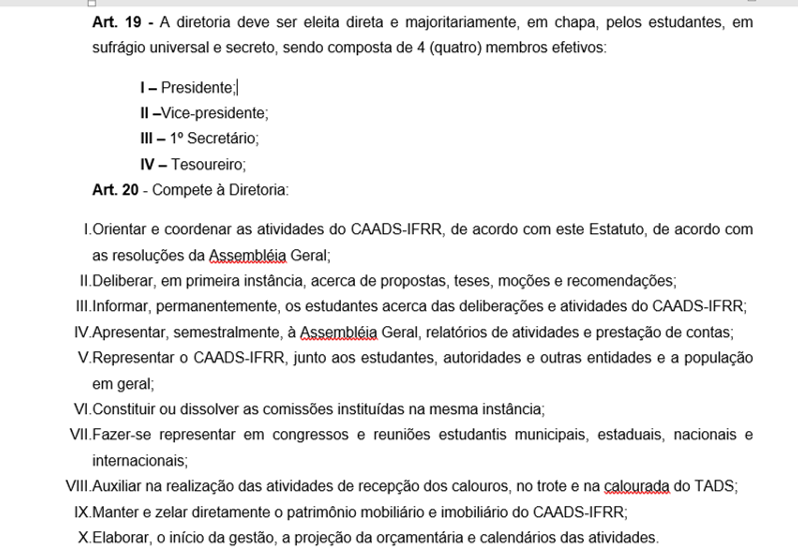 Art. 19 - A diretoria deve ser eleita direta e majoritariamente, em chapa, pelos estudantes, em
sufrágio universal e secreto, sendo composta de 4 (quatro) membros efetivos:
I – Presidente;
II –Vice-presidente;
III – 1º Secretário;
IV – Tesoureiro;
Art. 20 - Compete à Diretoria:
I.Orientar e coordenar as atividades do CAADS-IFRR, de acordo com este Estatuto, de acordo com
as resoluções da Assembléia Geral;
II.Deliberar, em primeira instância, acerca de propostas, teses, moções e recomendações;
III.Informar, permanentemente, os estudantes acerca das deliberações e atividades do CAADS-IFRR;
IV.Apresentar, semestralmente, à Assembléia Geral, relatórios de atividades e prestação de contas;
V.Representar o CAADS-IFRR, junto aos estudantes, autoridades e outras entidades e a população
em geral;
VI.Constituir ou dissolver as comissões instituídas na mesma instância;
VII.Fazer-se representar em congressos e reuniões estudantis municipais, estaduais, nacionais e
internacionais;
VIII.Auxiliar na realização das atividades de recepção dos calouros, no trote e na calourada do TADS;
IX.Manter e zelar diretamente o patrimônio mobiliário e imobiliário do CAADS-IFRR;
X.Elaborar, o início da gestão, a projeção da orçamentária e calendários das atividades.